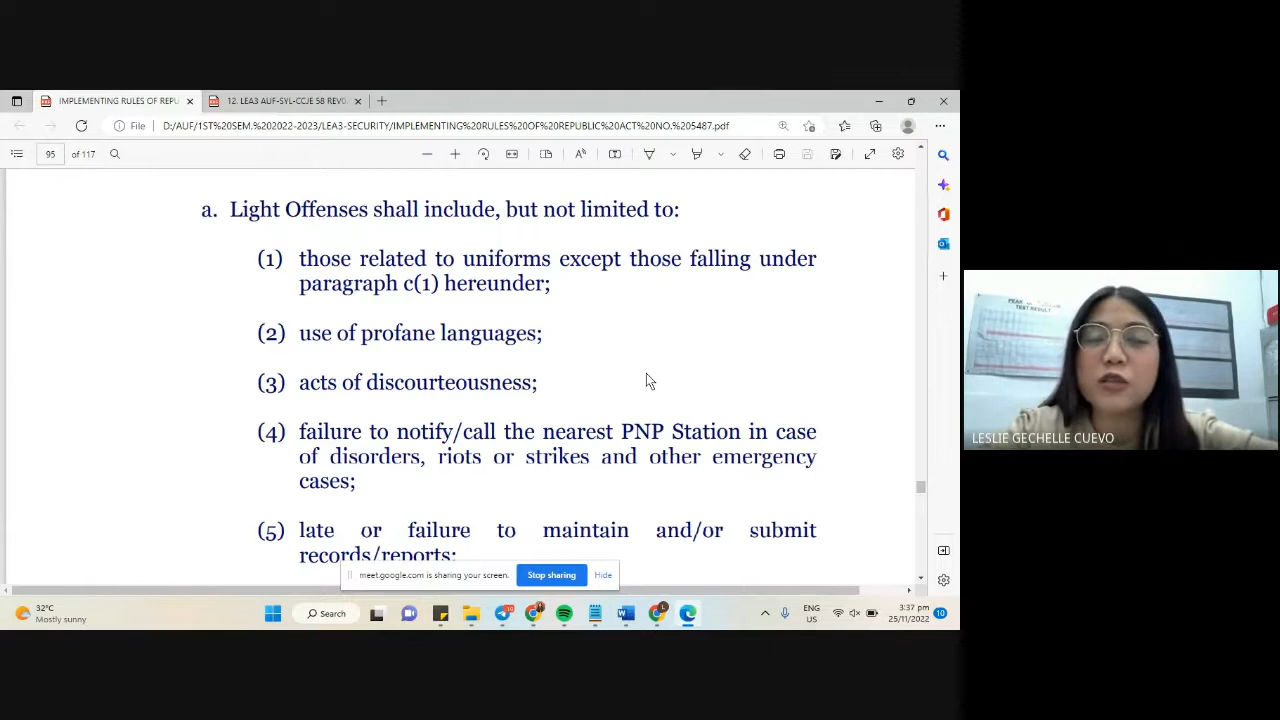 IMPLEMENTING RULES OF REPU
12. LEA3 AUF-SYL-CCJE 58 REV0
File D:/AUF/1ST%20SEM.%202022-2023/LEA3-SECURITY/IMPLEMENTING%20RULES%20OF%20REPUBLIC%20ACT%20NO.%205487.pdf
95 of 117
a. Light Offenses shall include, but not limited to:
(1) those related to uniforms except those falling under
paragraph c(1) hereunder;
(2) use of profane languages;
(3) acts of discourteousness;
(4) failure to notify/call the nearest PNP Station in case
of disorders, riots or strikes and other emergency
cases;
(5) late or failure to maintain and/or submit
records/reports;
meet.google.com is sharing your screen. Stop sharing Hide
TEST RESULT
LESLIE GECHELLE CUEVO
32°C
Mostly sunny
Search
ENG
US
3:37 pm
25/11/2022
10